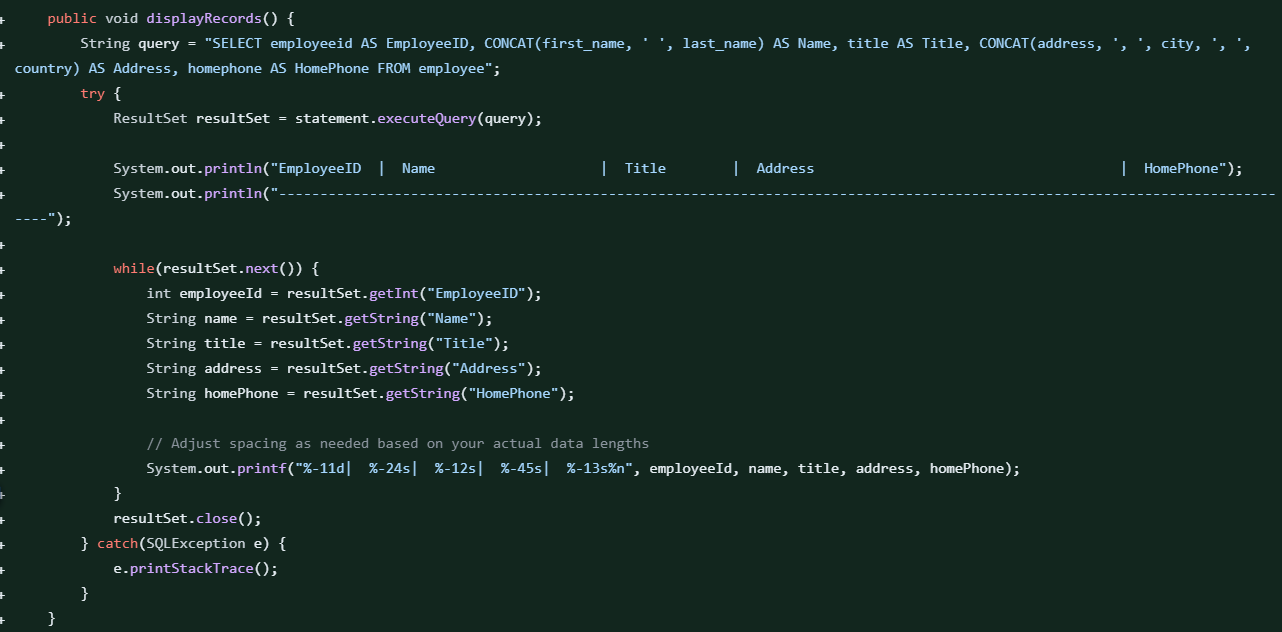 +    public void displayRecords() {
+        String query = "SELECT employeeid AS EmployeeID, CONCAT(first_name, ' ', last_name) AS Name, title AS Title, CONCAT(address, ', ', city, ', ',
country) AS Address, homephone AS HomePhone FROM employee";
+        try {
+            ResultSet resultSet = statement.executeQuery(query);
+
+            System.out.println("EmployeeID  |  Name                    |  Title        |  Address                                     |  HomePhone");
+            System.out.println("-------------------------------------------------------------------------------------------------------------------------
----");
+
+            while(resultSet.next()) {
+                int employeeId = resultSet.getInt("EmployeeID");
+                String name = resultSet.getString("Name");
+                String title = resultSet.getString("Title");
+                String address = resultSet.getString("Address");
+                String homePhone = resultSet.getString("HomePhone");
+
+                // Adjust spacing as needed based on your actual data lengths
+                System.out.printf("%-11d|  %-24s|  %-12s|  %-45s|  %-13s%n", employeeId, name, title, address, homePhone);
+            }
+            resultSet.close();
+        } catch(SQLException e) {
+            e.printStackTrace();
+        }
+    }